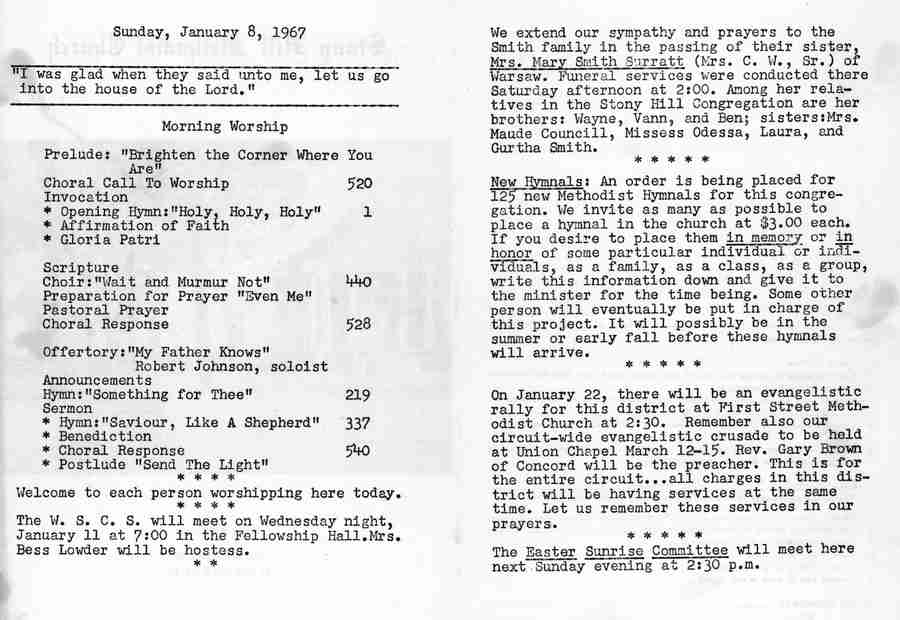 Sunday, January 8, 1967
"I was glad when they said unto me, let us go
into the house of the Lord."
Morning Worship
Prelude: "Brighten the Corner Where You
Are"
Choral Call To Worship 520
Invocation
* Opening Hymn:"Holy, Holy, Holy" 1
* Affirmation of Faith
* Gloria Patri
Scripture
Choir:"Wait and Murmur Not" 440
Preparation for Prayer "Even Me"
Pastoral Prayer
Choral Response 528
Offertory:"My Father Knows"
Robert Johnson, soloist
Announcements
Hymn:"Something for Thee" 219
Sermon
* Hymn:"Saviour, Like A Shepherd" 337
* Benediction
* Choral Response 540
* Postlude "Send The Light"
* * * *
Welcome to each person worshipping here today.
* * * *
The W. S. C. S. will meet on Wednesday night,
January 11 at 7:00 in the Fellowship Hall.Mrs.
Bess Lowder will be hostess.
* *
We extend our sympathy and prayers to the
Smith family in the passing of their sister,
Mrs. Mary Smith Surratt (Mrs. C. W., Sr.) of
Warsaw. Funeral services were conducted there
Saturday afternoon at 2:00. Among her rela-
tives in the Stony Hill Congregation are her
brothers: Wayne, Vann, and Ben; sisters:Mrs.
Maude Councill, Missess Odessa, Laura, and
Gurtha Smith.
* * * * *
New Hymnals: An order is being placed for
125 new Methodist Hymnals for this congre-
gation. We invite as many as possible to
place a hymnal in the church at $3.00 each.
If you desire to place them in memory or in
honor of some particular individual or indi-
viduals, as a family, as a class, as a group,
write this information down and give it to
the minister for the time being. Some other
person will eventually be put in charge of
this project. It will possibly be in the
summer or early fall before these hymnals
will arrive.
* * * * *
On January 22, there will be an evangelistic
rally for this district at First Street Meth-
odist Church at 2:30. Remember also our
circuit-wide evangelistic crusade to be held
at Union Chapel March 12-15. Rev. Gary Brown
of Concord will be the preacher. This is for
the entire circuit...all charges in this dis-
trict will be having services at the same
time. Let us remember these services in our
prayers.
* * * * *
The Easter Sunrise Committee will meet here
next Sunday evening at 2:30 p.m.